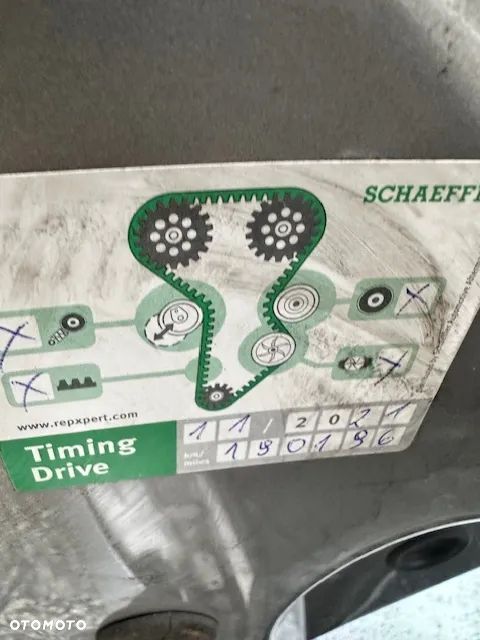 SCHAEFFL
X
X
X
X
www.repxpert.com
Timing
Drive
11/2021
km/
miles
190196
OTOMOTO